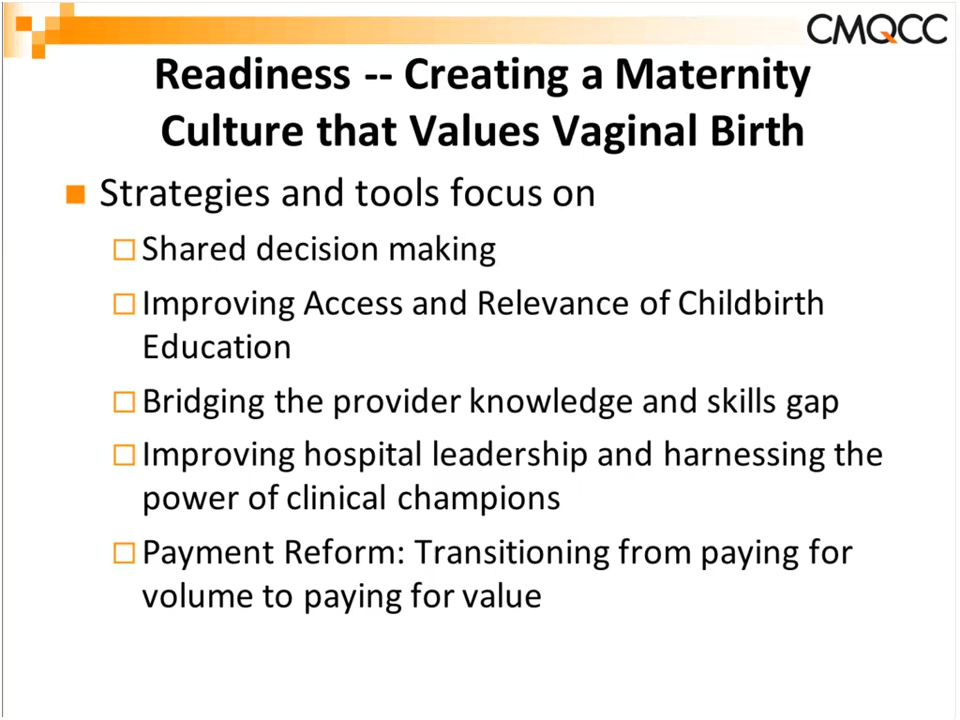 CMQCC
Readiness -- Creating a Maternity
Culture that Values Vaginal Birth
Strategies and tools focus on
Shared decision making
Improving Access and Relevance of Childbirth
Education
Bridging the provider knowledge and skills gap
Improving hospital leadership and harnessing the
power of clinical champions
Payment Reform: Transitioning from paying for
volume to paying for value